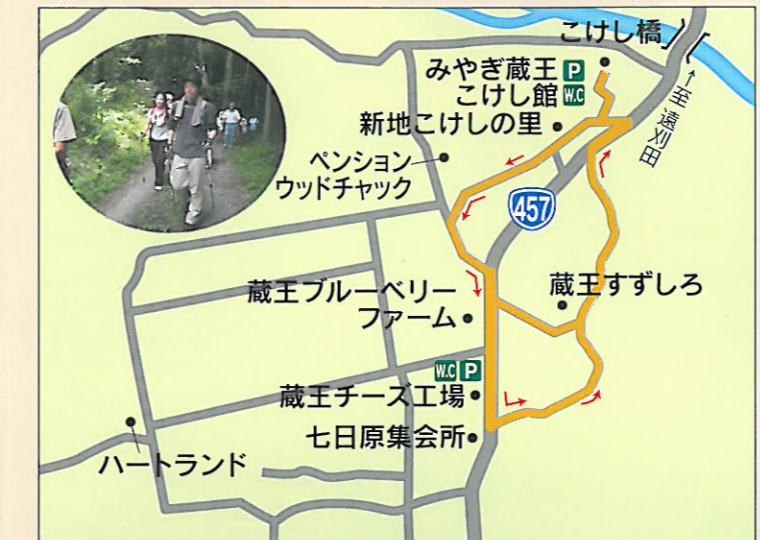 こけし橋
みやぎ蔵王 P
こけし館 W.C
↑至遠刈田
新地こけしの里
ペンション
ウッドチャック
457
蔵王ブルーベリー
ファーム
蔵王すずしろ
W.C P
蔵王チーズ工場
七日原集会所
ハートランド